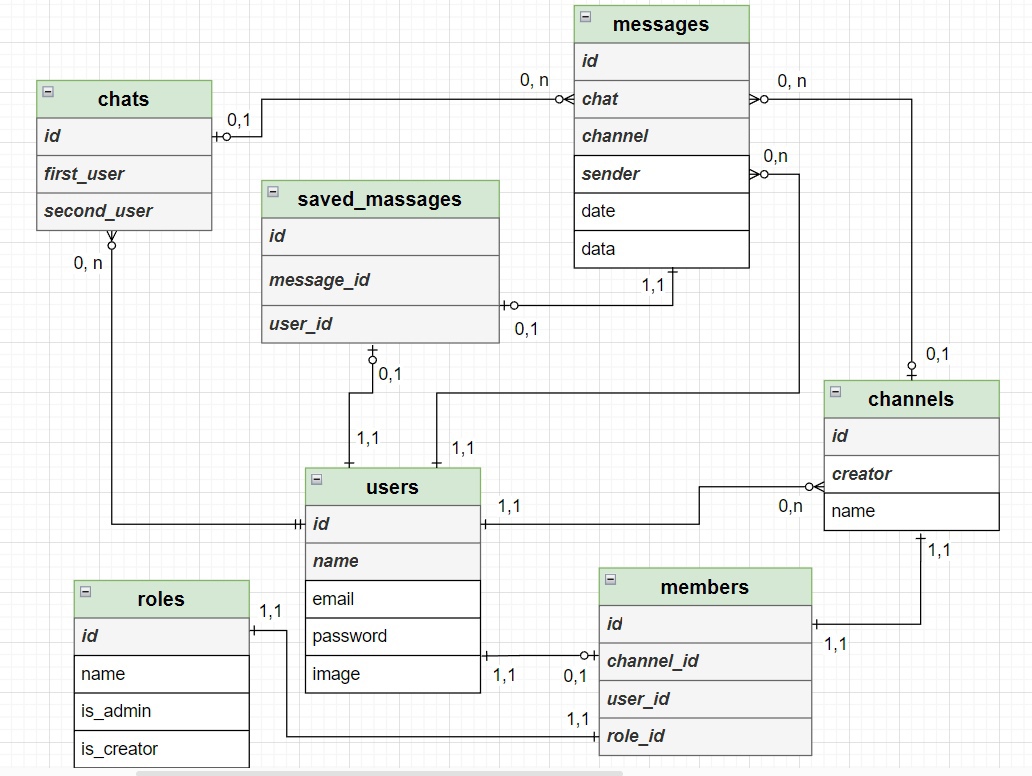 messages
id
chat
channel
sender
date
data
0, n
0, n
0,n
chats
id
first_user
second_user
0,1
0, n
saved_massages
id
message_id
user_id
1,1
0,1
0,1
0,1
channels
id
creator
name
1,1
1,1
users
id
name
email
password
image
1,1
0,n
1,1
roles
id
name
is_admin
is_creator
1,1
members
id
channel_id
user_id
role_id
1,1
1,1
0,1
1,1